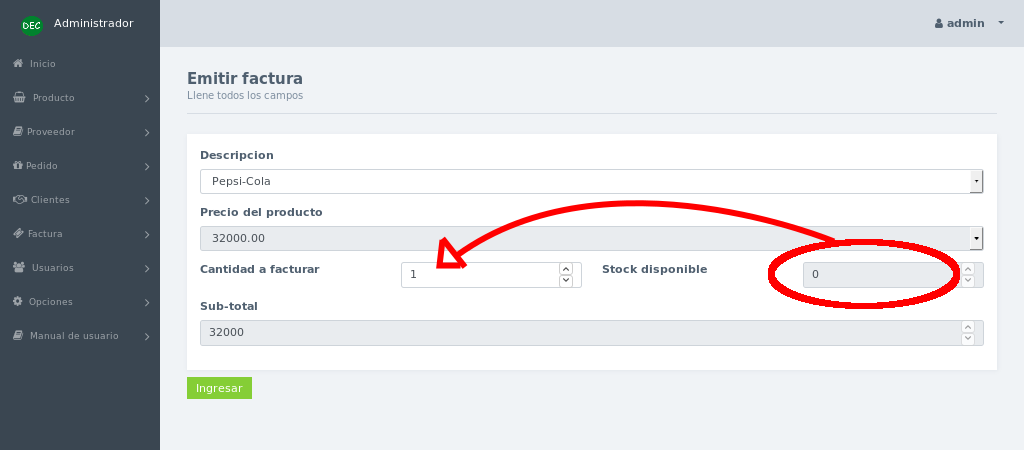 DEC Administrador
admin
Inicio
Producto
Proveedor
Pedido
Clientes
Factura
Usuarios
Opciones
Manual de usuario
Emitir factura
Llene todos los campos
Descripcion
Pepsi-Cola
Precio del producto
32000.00
Cantidad a facturar 1 Stock disponible 0
Sub-total
32000
Ingresar